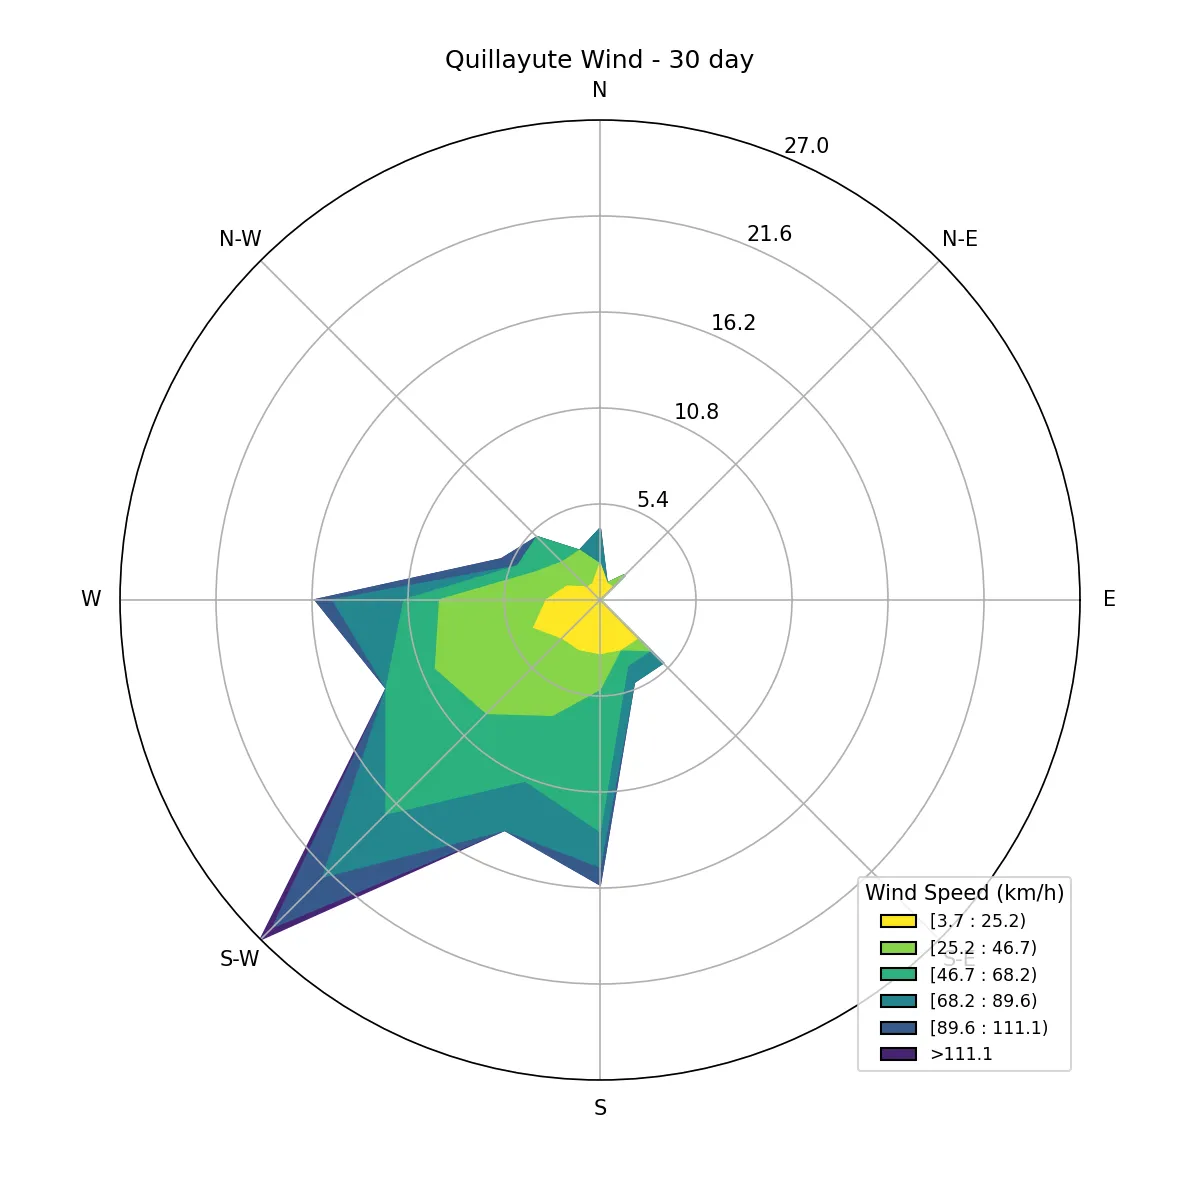 Quillayute Wind - 30 day
N
27.0
N-W
N-E
21.6
16.2
10.8
5.4
W
E
S-W
S-E
S
Wind Speed (km/h)
[3.7 : 25.2)
[25.2 : 46.7)
[46.7 : 68.2)
[68.2 : 89.6)
[89.6 : 111.1)
>111.1